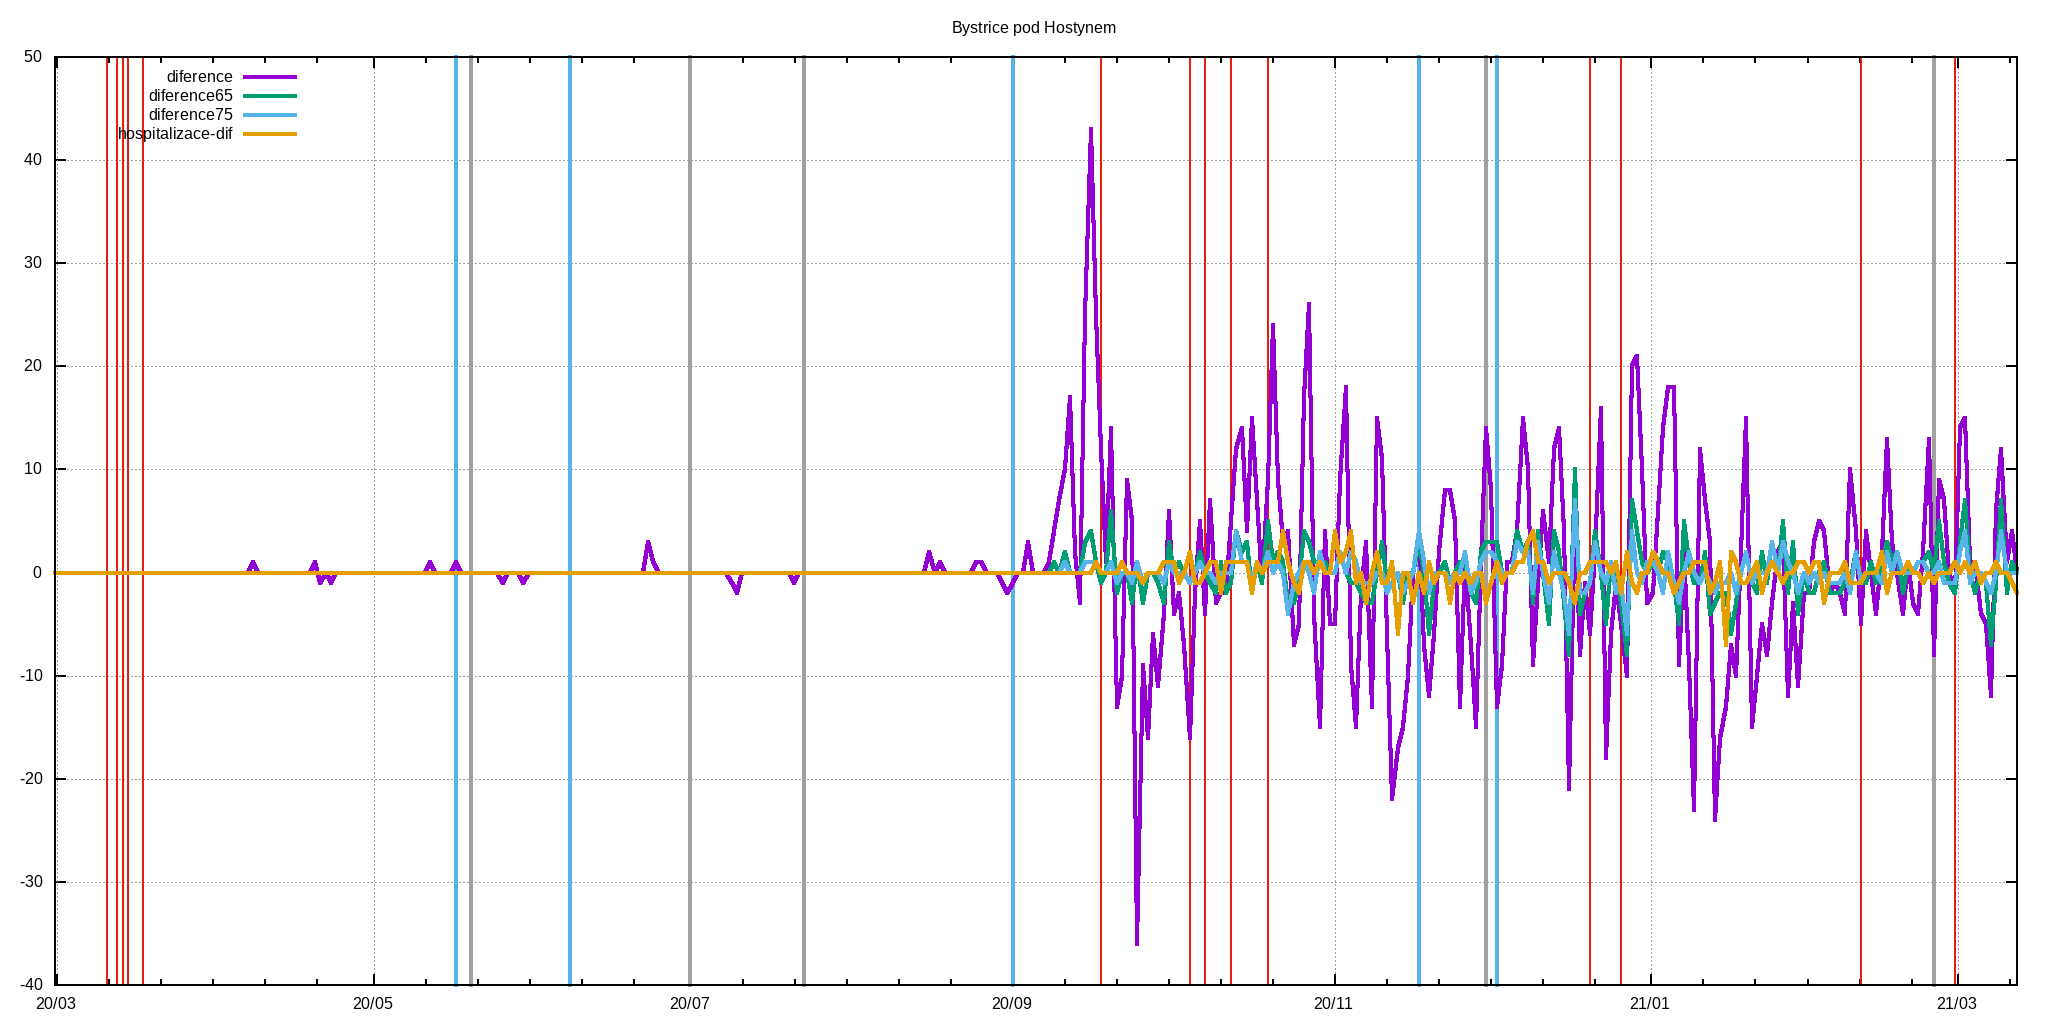 Bystrice pod Hostynem
50
40
30
20
10
0
-10
-20
-30
-40
diference
diference65
diference75
hospitalizace-dif
20/03 20/05 20/07 20/09 20/11 21/01 21/03